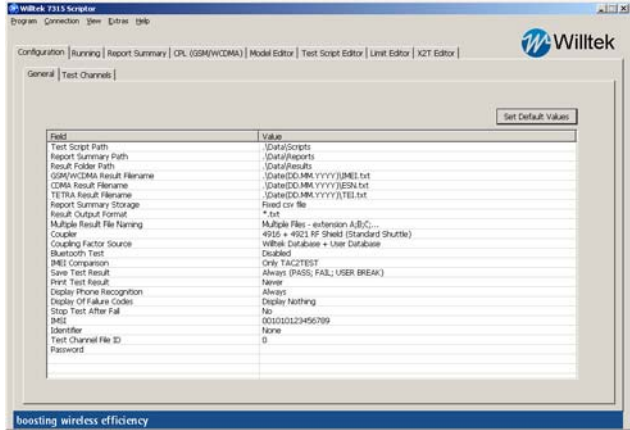 Willtek 7315 Scriptor
Program Connection View Extras Help
Willtek
Configuration Running Report Summary CPL (GSM/WCDMA) Model Editor Test Script Editor Limit Editor X2T Editor
General Test Channels
Set Default Values
Field Value
Test Script Path .\Data\Scripts
Report Summary Path .\Data\Reports
Result Folder Path .\Data\Results
GSM/WCDMA Result Filename .\Date(DD.MM.YYYY)\IMEI.txt
CDMA Result Filename .\Date(DD.MM.YYYY)\ESN.txt
TETRA Result Filename .\Date(DD.MM.YYYY)\TEI.txt
Report Summary Storage Fixed csv file
Result Output Format *.txt
Multiple Result File Naming Multiple Files - extension A;B;C;...
Coupler 4916 + 4921 RF Shield (Standard Shuttle)
Coupling Factor Source Willtek Database + User Database
Bluetooth Test Disabled
IMEI Comparison Only TAC2TEST
Save Test Result Always (PASS; FAIL; USER BREAK)
Print Test Result Never
Display Phone Recognition Always
Display Of Failure Codes Display Nothing
Stop Test After Fail No
IMSI 001010123456789
Identifier None
Test Channel File ID 0
Password
boosting wireless efficiency